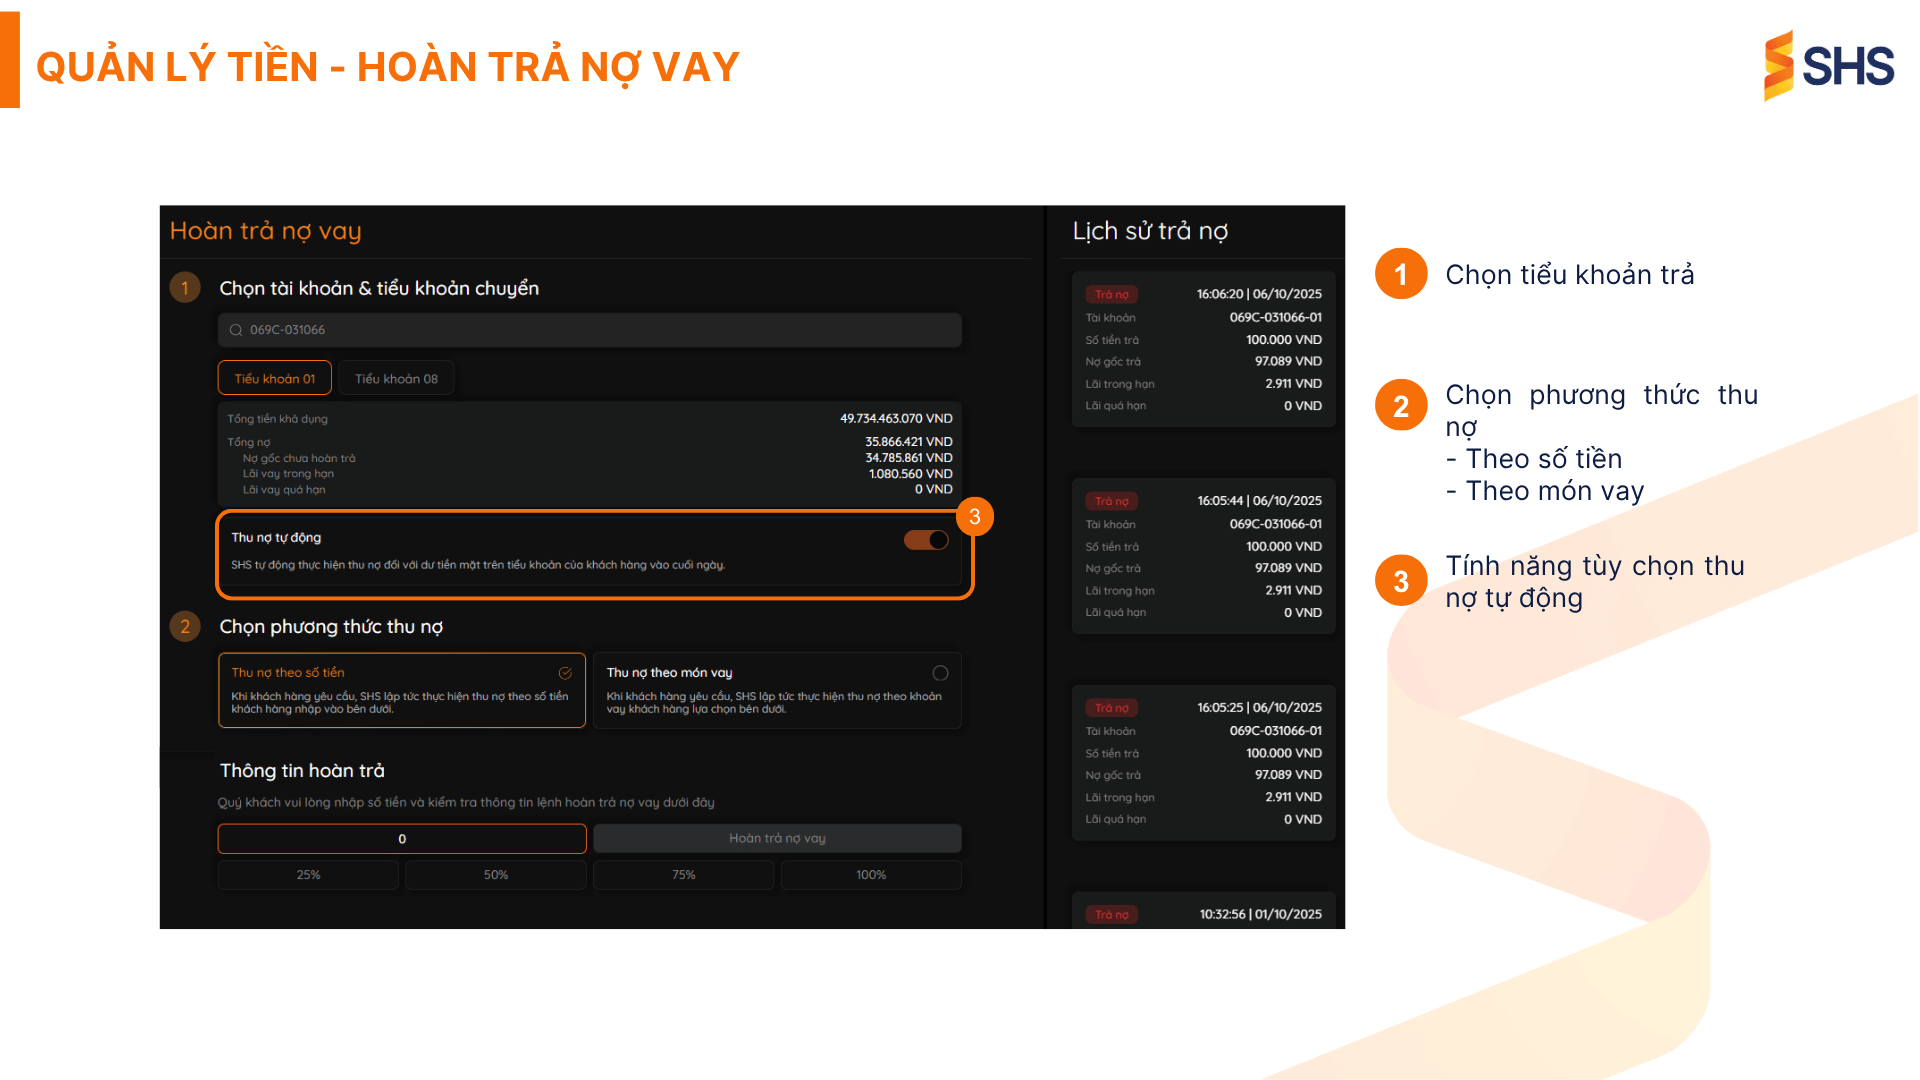 QUẢN LÝ TIỀN - HOÀN TRẢ NỢ VAY
SHS
Hoàn trả nợ vay
1
Chọn tài khoản & tiểu khoản chuyển
069C-031066
Tiểu khoản 01
Tiểu khoản 08
Tổng tiền khả dụng
49.734.463.070 VND
Tổng nợ
35.866.421 VND
Nợ gốc chưa hoàn trả
34.785.861 VND
Lãi vay trong hạn
1.080.560 VND
Lãi vay quá hạn
0 VND
3
Thu nợ tự động
SHS tự động thực hiện thu nợ đối với dư tiền mặt trên tiểu khoản của khách hàng vào cuối ngày.
2
Chọn phương thức thu nợ
Thu nợ theo số tiền
Khi khách hàng yêu cầu, SHS lập tức thực hiện thu nợ theo số tiền
khách hàng nhập vào bên dưới.
Thu nợ theo món vay
Khi khách hàng yêu cầu, SHS lập tức thực hiện thu nợ theo khoản
vay khách hàng lựa chọn bên dưới.
Thông tin hoàn trả
Quý khách vui lòng nhập số tiền và kiểm tra thông tin lệnh hoàn trả nợ vay dưới đây
0
Hoàn trả nợ vay
25%
50%
75%
100%
Lịch sử trả nợ
Trả nợ
16:06:20 | 06/10/2025
Tài khoản
069C-031066-01
Số tiền trả
100.000 VND
Nợ gốc trả
97.089 VND
Lãi trong hạn
2.911 VND
Lãi quá hạn
0 VND
Trả nợ
16:05:44 | 06/10/2025
Tài khoản
069C-031066-01
Số tiền trả
100.000 VND
Nợ gốc trả
97.089 VND
Lãi trong hạn
2.911 VND
Lãi quá hạn
0 VND
Trả nợ
16:05:25 | 06/10/2025
Tài khoản
069C-031066-01
Số tiền trả
100.000 VND
Nợ gốc trả
97.089 VND
Lãi trong hạn
2.911 VND
Lãi quá hạn
0 VND
Trả nợ
10:32:56 | 01/10/2025
1
Chọn tiểu khoản trả
2
Chọn phương thức thu
nợ
- Theo số tiền
- Theo món vay
3
Tính năng tùy chọn thu
nợ tự động